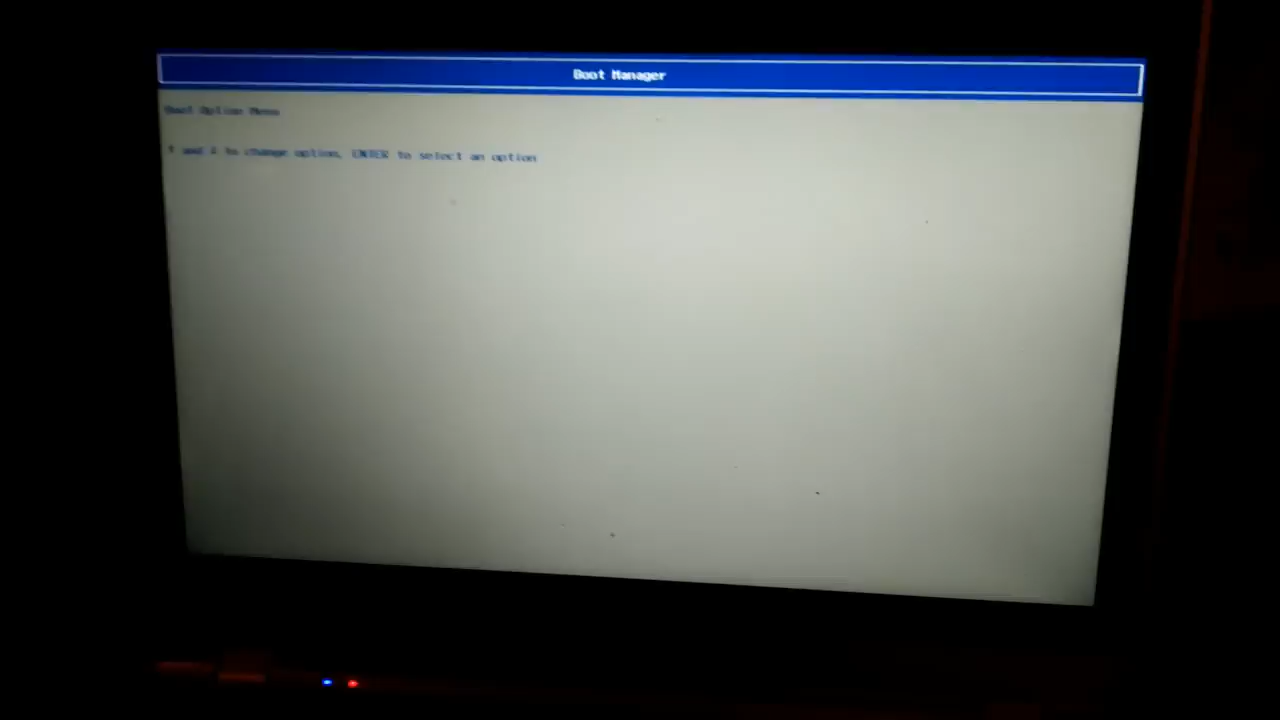 Boot Manager
Boot Option Menu
↑ and ↓ to change option, ENTER to select an option